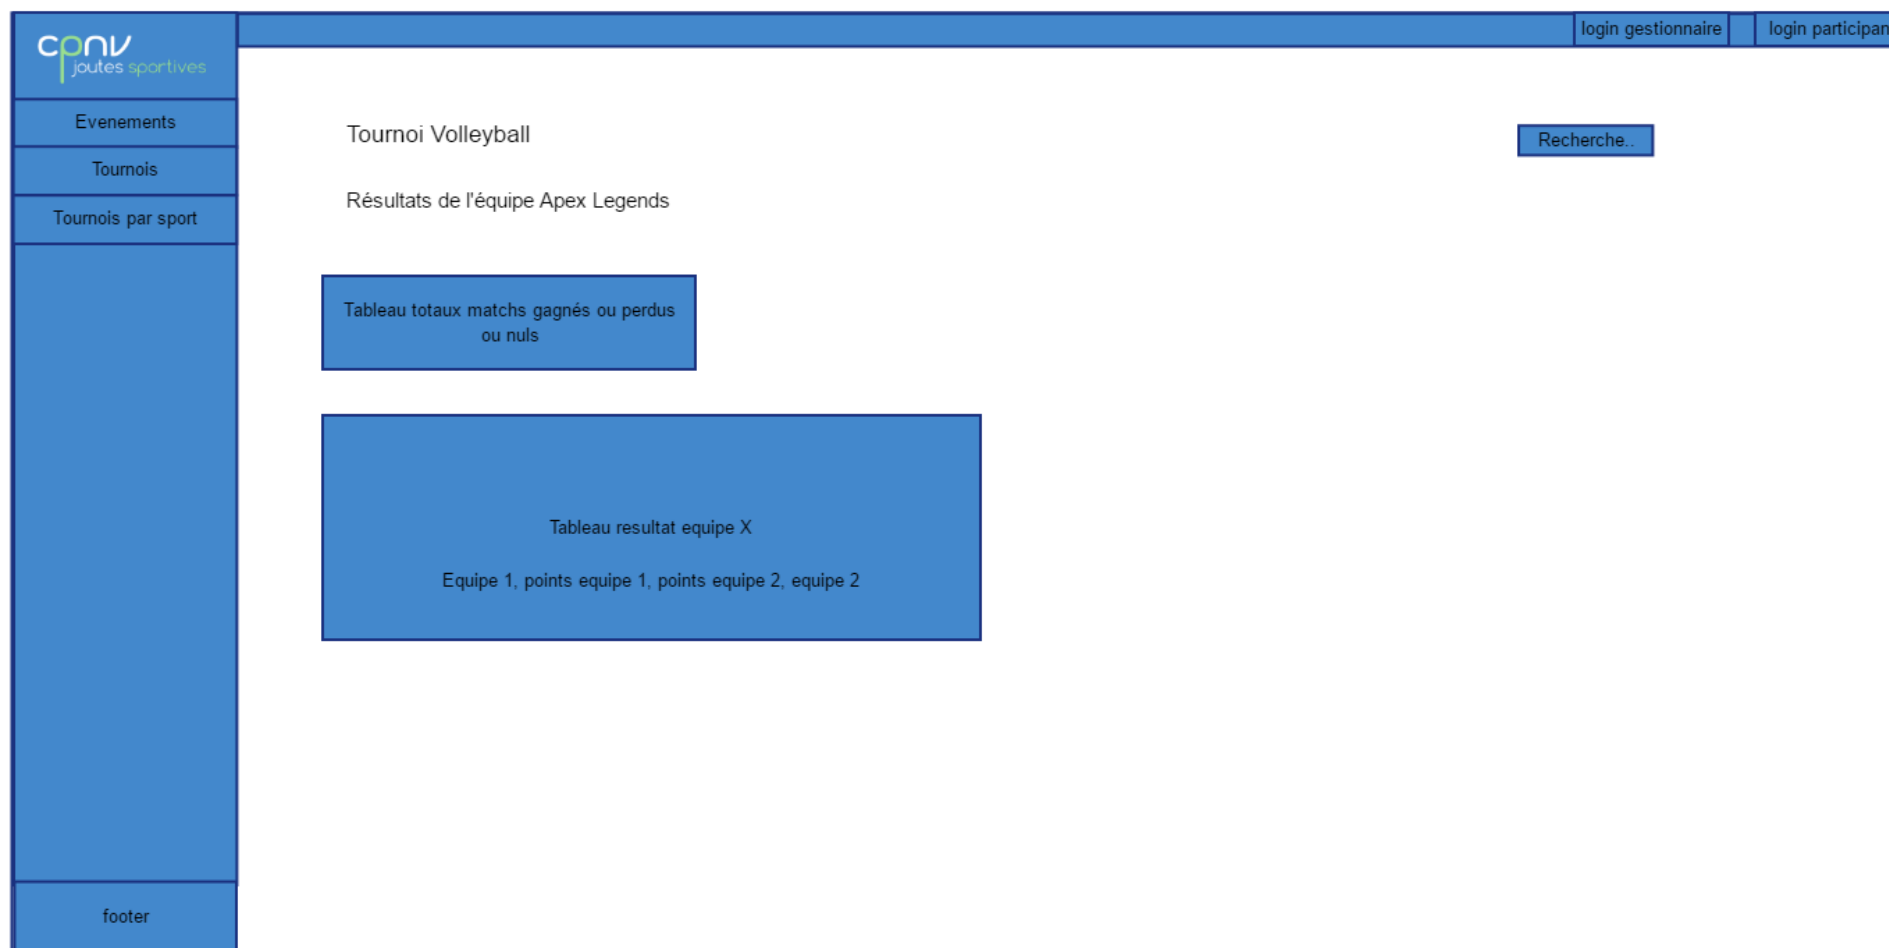 cpnv
joutes sportives
login gestionnaire
login participan
Evenements
Tournois
Tournois par sport
Tournoi Volleyball
Recherche..
Résultats de l'équipe Apex Legends
Tableau totaux matchs gagnés ou perdus
ou nuls
Tableau resultat equipe X
Equipe 1, points equipe 1, points equipe 2, equipe 2
footer